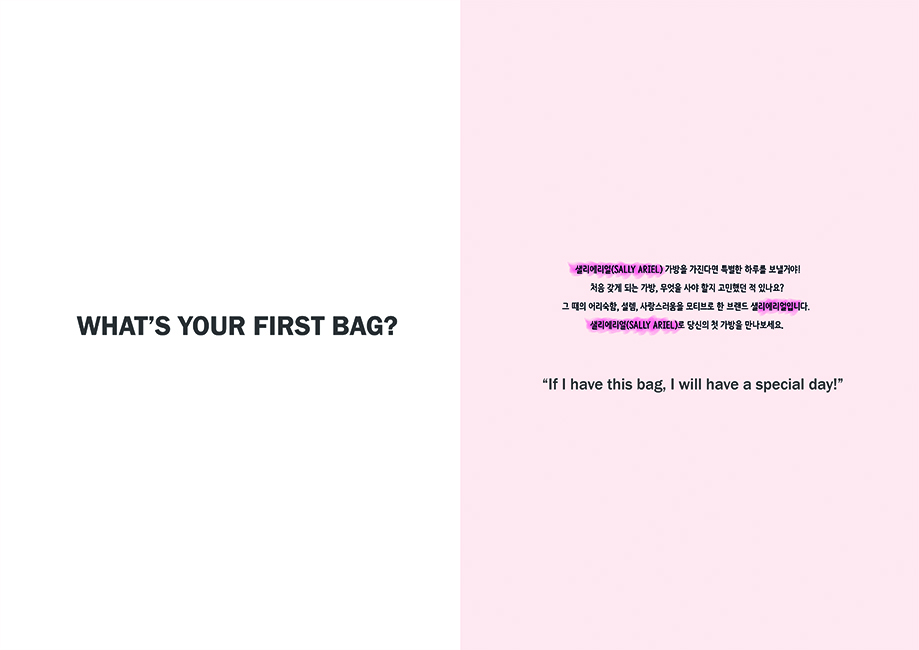 WHAT’S YOUR FIRST BAG?
샐리에리얼(SALLY ARIEL) 가방을 가진다면 특별한 하루를 보낼거야!
처음 갖게 되는 가방, 무엇을 사야 할지 고민했던 적 있나요?
그 때의 어리숙함, 설렘, 사랑스러움을 모티브로 한 브랜드 샐리에리얼입니다.
샐리에리얼(SALLY ARIEL)로 당신의 첫 가방을 만나보세요.
“If I have this bag, I will have a special day!”